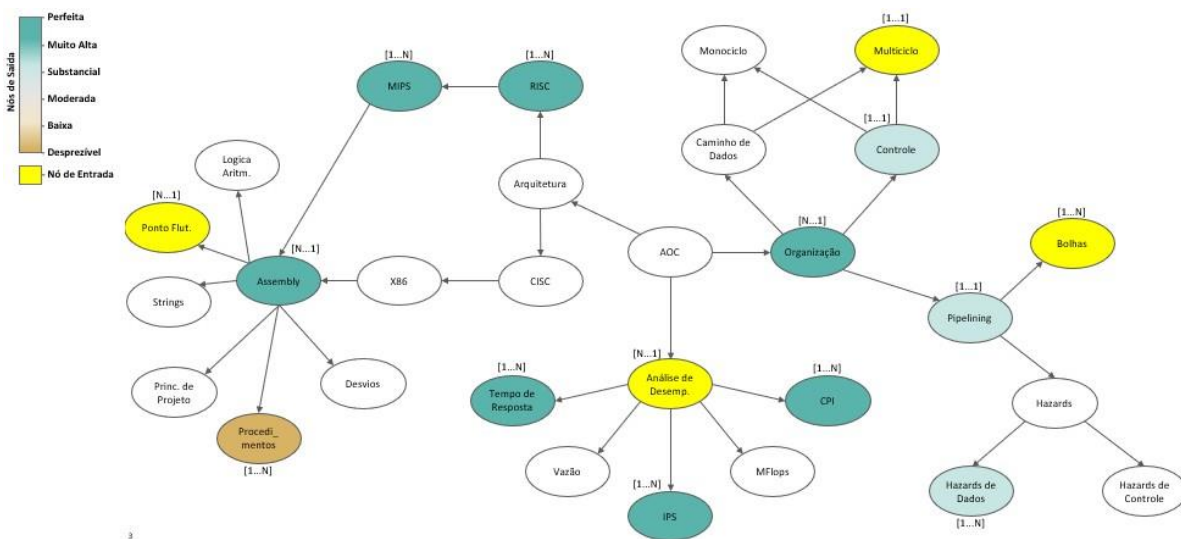 Nós de Saída
Perfeita
Muito Alta
Substancial
Moderada
Baixa
Desprezível
Nó de Entrada
[1...N]
MIPS
[1...N]
RISC
Monociclo
[1...1]
Multiciclo
Logica
Aritm.
Arquitetura
Caminho de
Dados
[1...1]
Controle
[N...1]
Ponto Flut.
[N...1]
Assembly
X86
CISC
AOC
[N...1]
Organização
[1...N]
Bolhas
Strings
[1...1]
Pipelining
Princ. de
Projeto
Desvios
[1...N]
Tempo de
Resposta
[N...1]
Análise de
Desemp.
[1...N]
CPI
Hazards
Procedi_
mentos
[1...N]
Vazão
MFlops
[1...N]
IPS
Hazards de
Dados
[1...N]
Hazards de
Controle
3